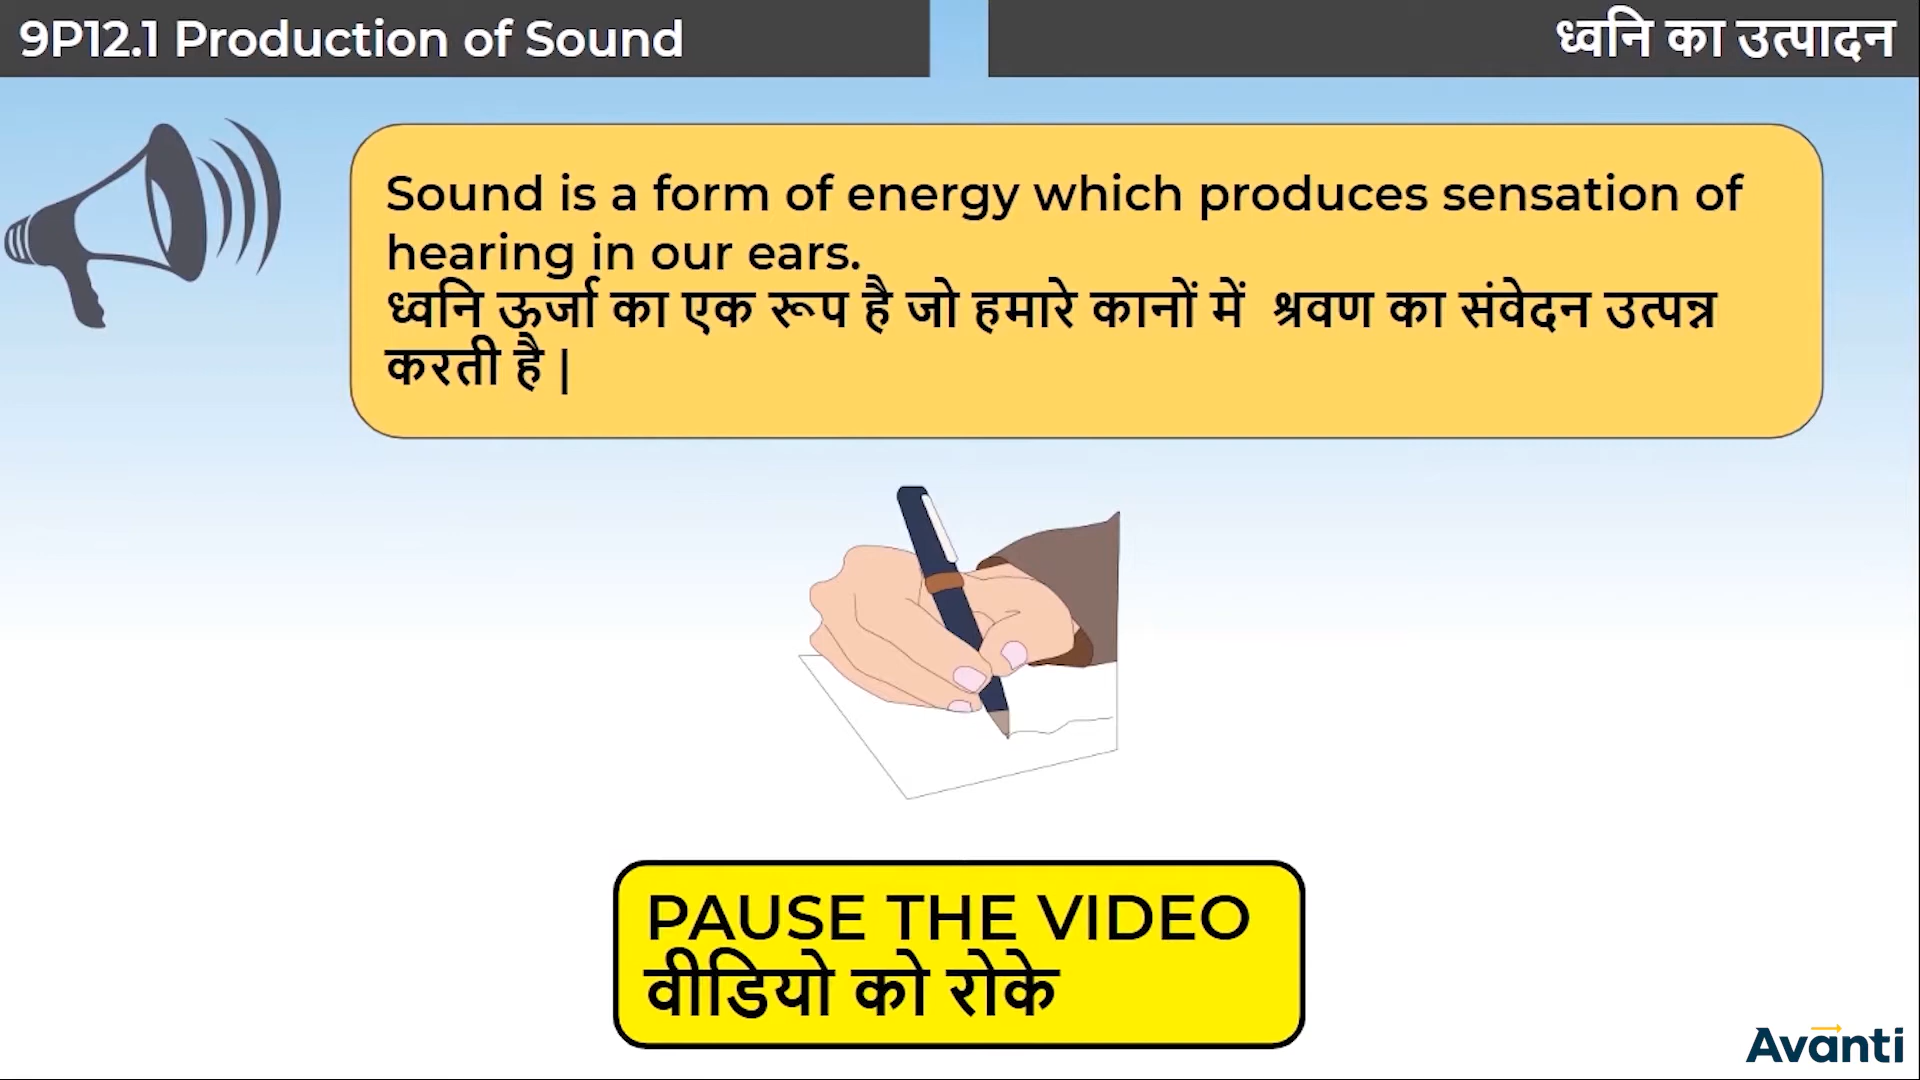 9P12.1 Production of Sound
ध्वनि का उत्पादन
Sound is a form of energy which produces sensation of
hearing in our ears.
ध्वनि ऊर्जा का एक रूप है जो हमारे कानों में श्रवण का संवेदन उत्पन्न
करती है |
PAUSE THE VIDEO
वीडियो को रोके
Avanti